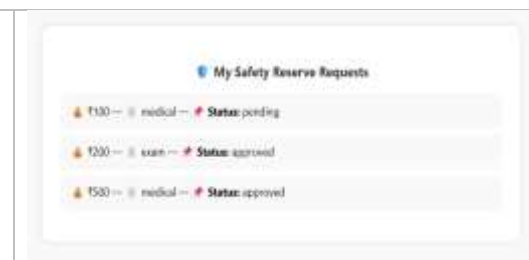 My Safety Reserve Requests
₹100 — medical — Status: pending
₹200 — exam — Status: approved
₹500 — medical — Status: approved